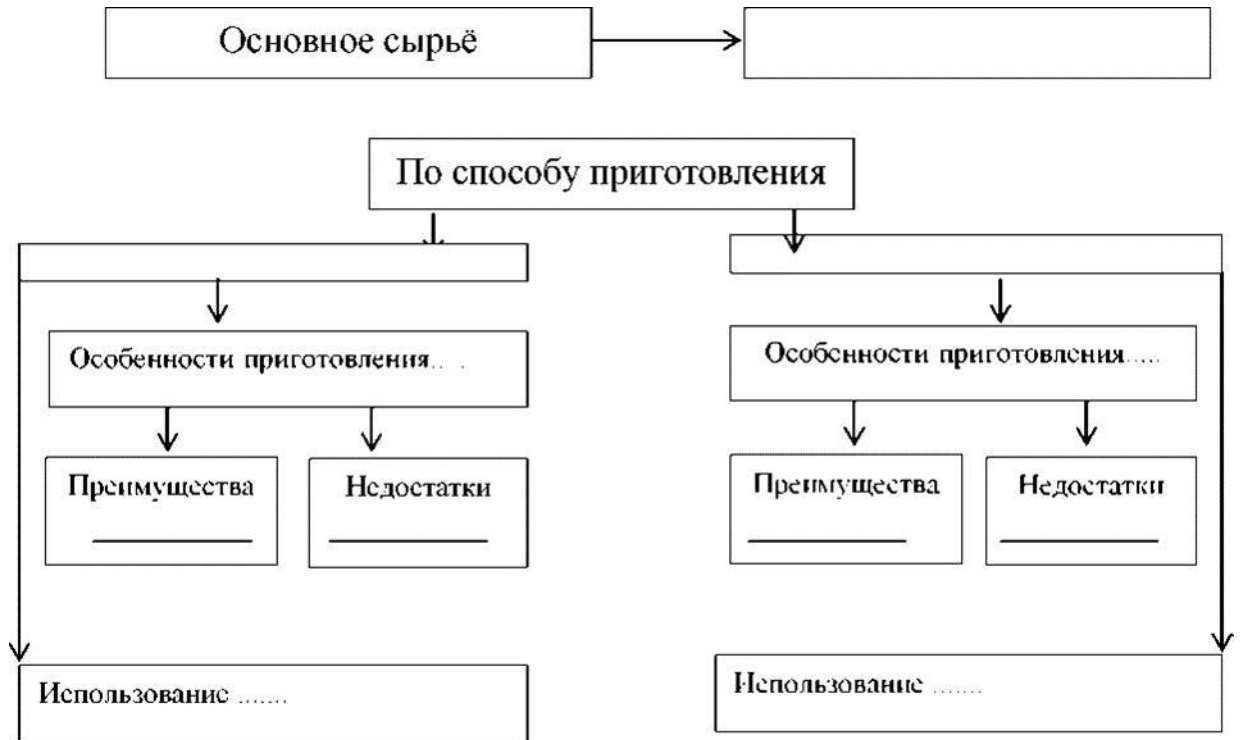 Основное сырьё
По способу приготовления
Особенности приготовления.....
Особенности приготовления.....
Преимущества
Недостатки
Преимущества
Недостатки
Использование .......
Использование .......